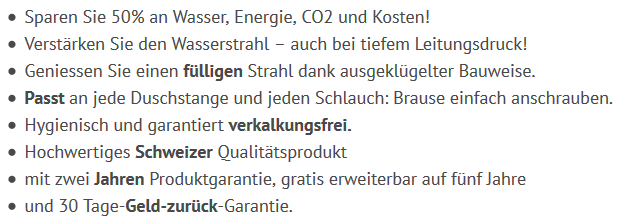 • Sparen Sie 50% an Wasser, Energie, CO2 und Kosten!
• Verstärken Sie den Wasserstrahl – auch bei tiefem Leitungsdruck!
• Geniessen Sie einen fülligen Strahl dank ausgeklügelter Bauweise.
• Passt an jede Duschstange und jeden Schlauch: Brause einfach anschrauben.
• Hygienisch und garantiert verkalkungsfrei.
• Hochwertiges Schweizer Qualitätsprodukt
• mit zwei Jahren Produktgarantie, gratis erweiterbar auf fünf Jahre
• und 30 Tage-Geld-zurück-Garantie.